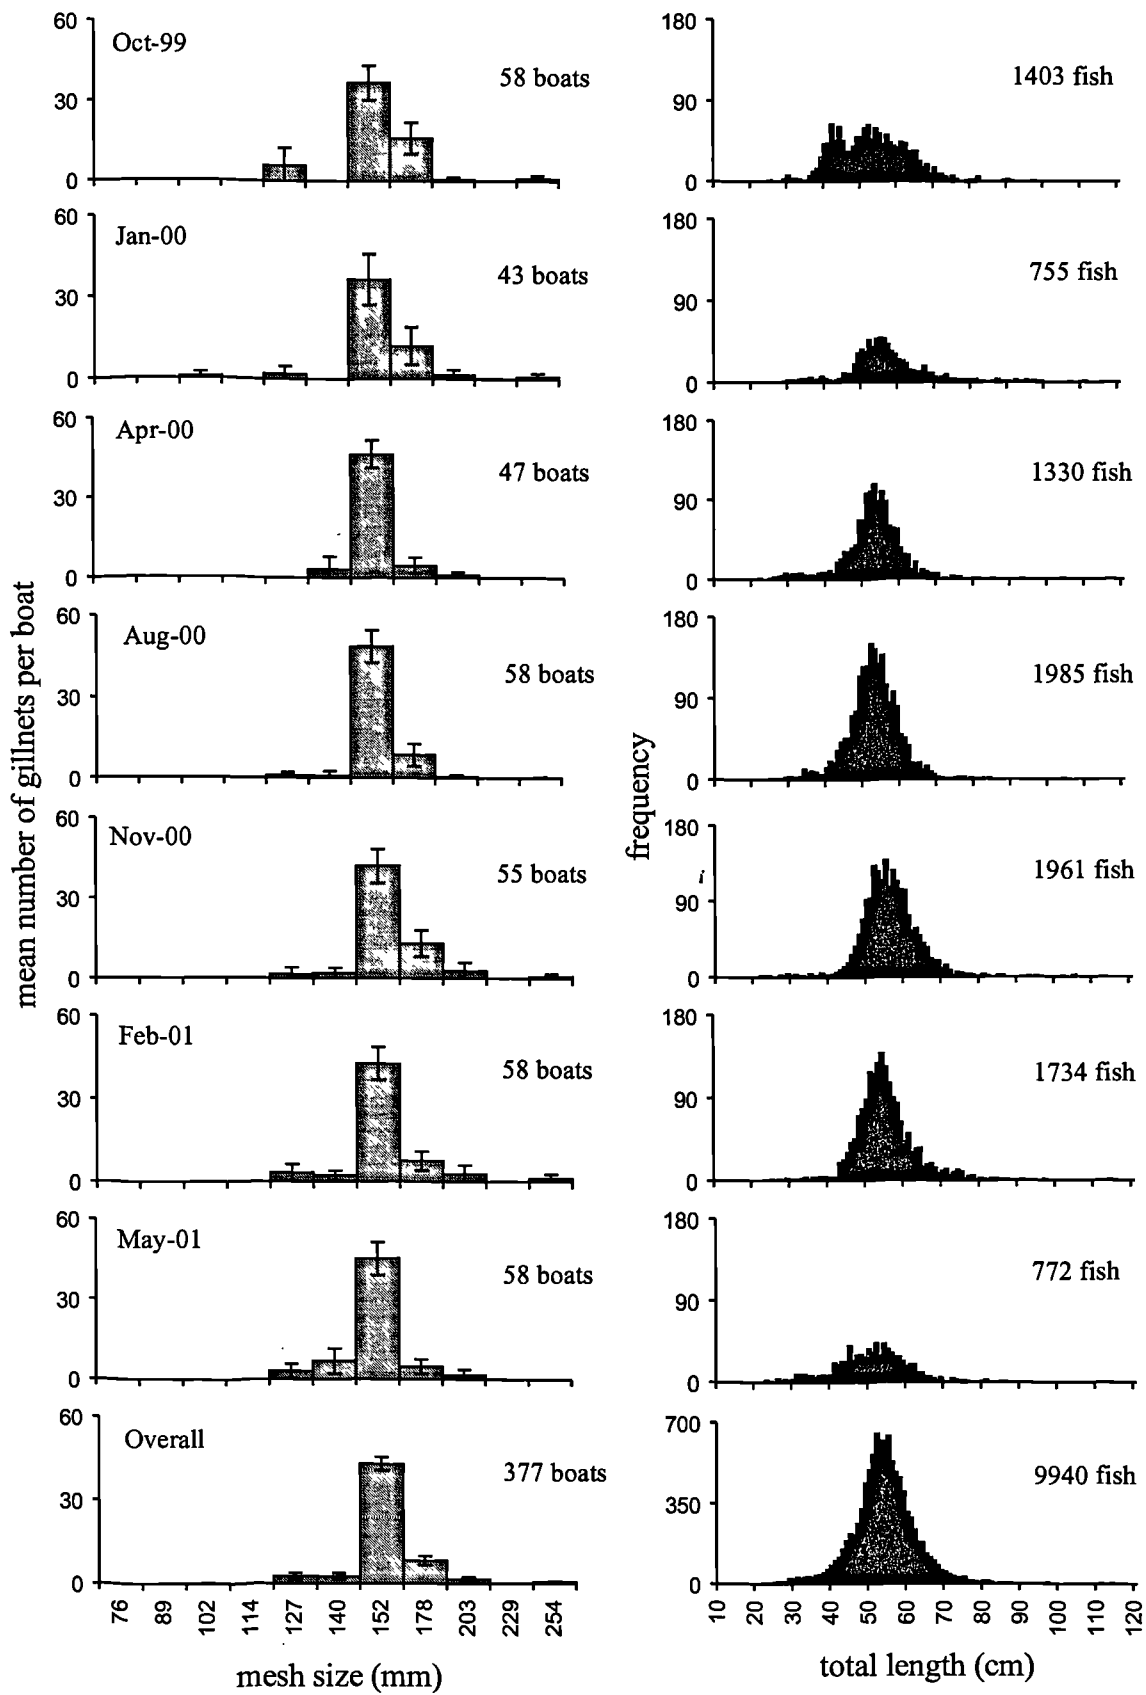 60
30
0
Oct-99
58 boats
180
90
0
1403 fish
60
30
0
Jan-00
43 boats
180
90
0
755 fish
60
30
0
Apr-00
47 boats
180
90
0
1330 fish
60
30
0
Aug-00
58 boats
180
90
0
1985 fish
60
30
0
Nov-00
55 boats
180
90
0
1961 fish
60
30
0
Feb-01
58 boats
180
90
0
1734 fish
60
30
0
May-01
58 boats
180
90
0
772 fish
60
30
0
Overall
377 boats
700
350
0
9940 fish
mean number of gillnets per boat
frequency
76 89 102 114 127 140 152 178 203 229 254
mesh size (mm)
10 20 30 40 50 60 70 80 90 100 110 120
total length (cm)